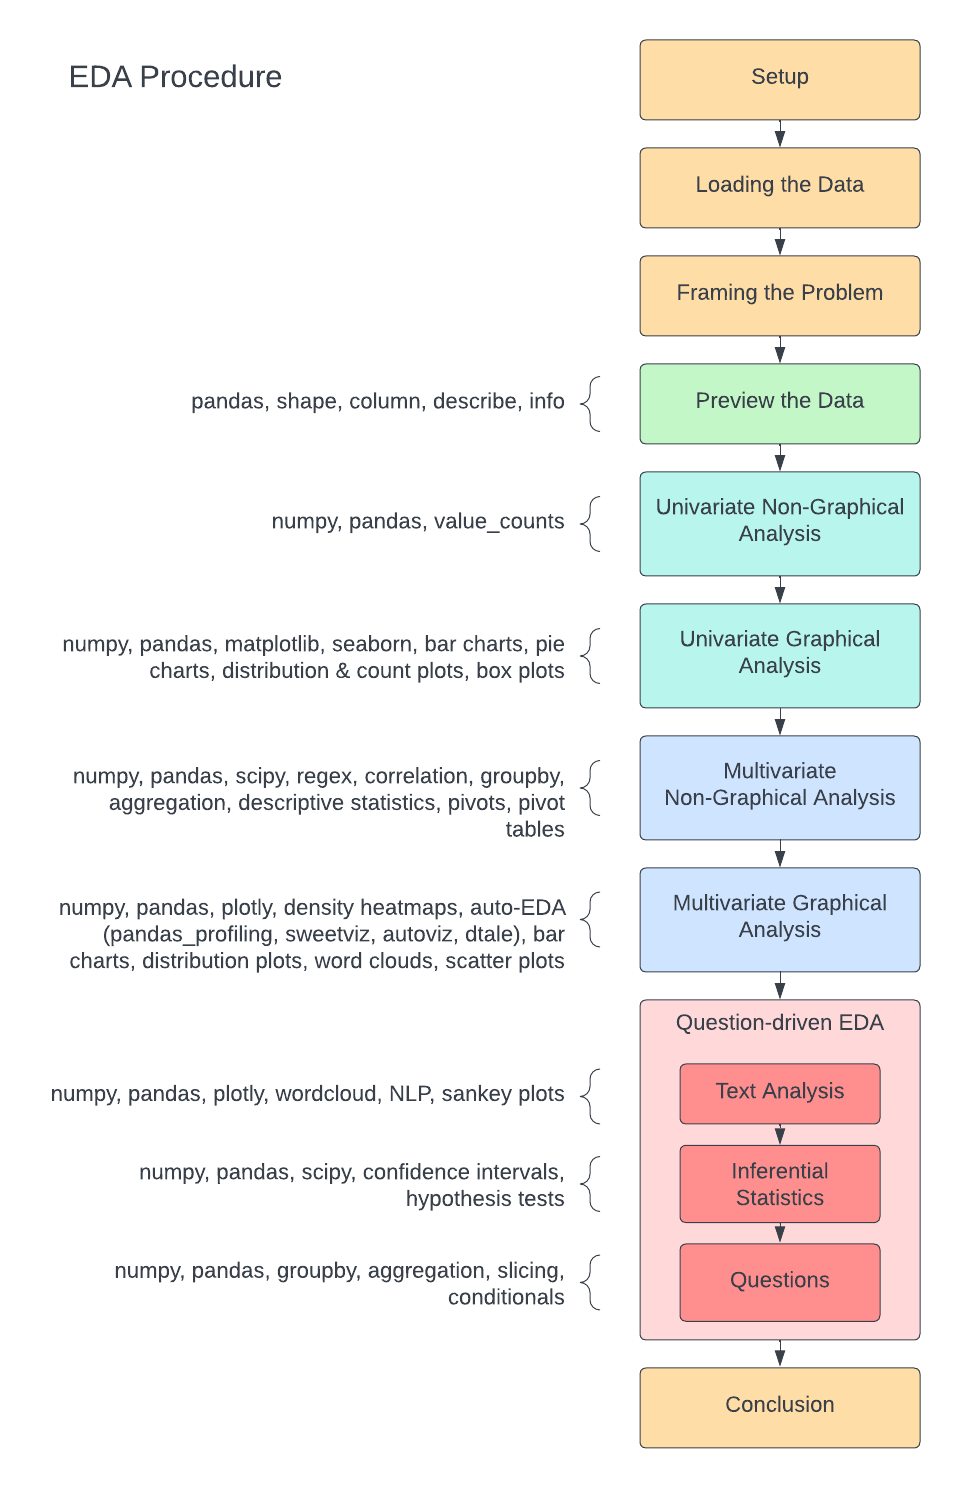 EDA Procedure
Setup
Loading the Data
Framing the Problem
pandas, shape, column, describe, info
Preview the Data
numpy, pandas, value_counts
Univariate Non-Graphical
Analysis
numpy, pandas, matplotlib, seaborn, bar charts, pie
charts, distribution & count plots, box plots
Univariate Graphical
Analysis
numpy, pandas, scipy, regex, correlation, groupby,
aggregation, descriptive statistics, pivots, pivot
tables
Multivariate
Non-Graphical Analysis
numpy, pandas, plotly, density heatmaps, auto-EDA
(pandas_profiling, sweetviz, autoviz, dtale), bar
charts, distribution plots, word clouds, scatter plots
Multivariate Graphical
Analysis
Question-driven EDA
numpy, pandas, plotly, wordcloud, NLP, sankey plots
Text Analysis
numpy, pandas, scipy, confidence intervals,
hypothesis tests
Inferential
Statistics
numpy, pandas, groupby, aggregation, slicing,
conditionals
Questions
Conclusion